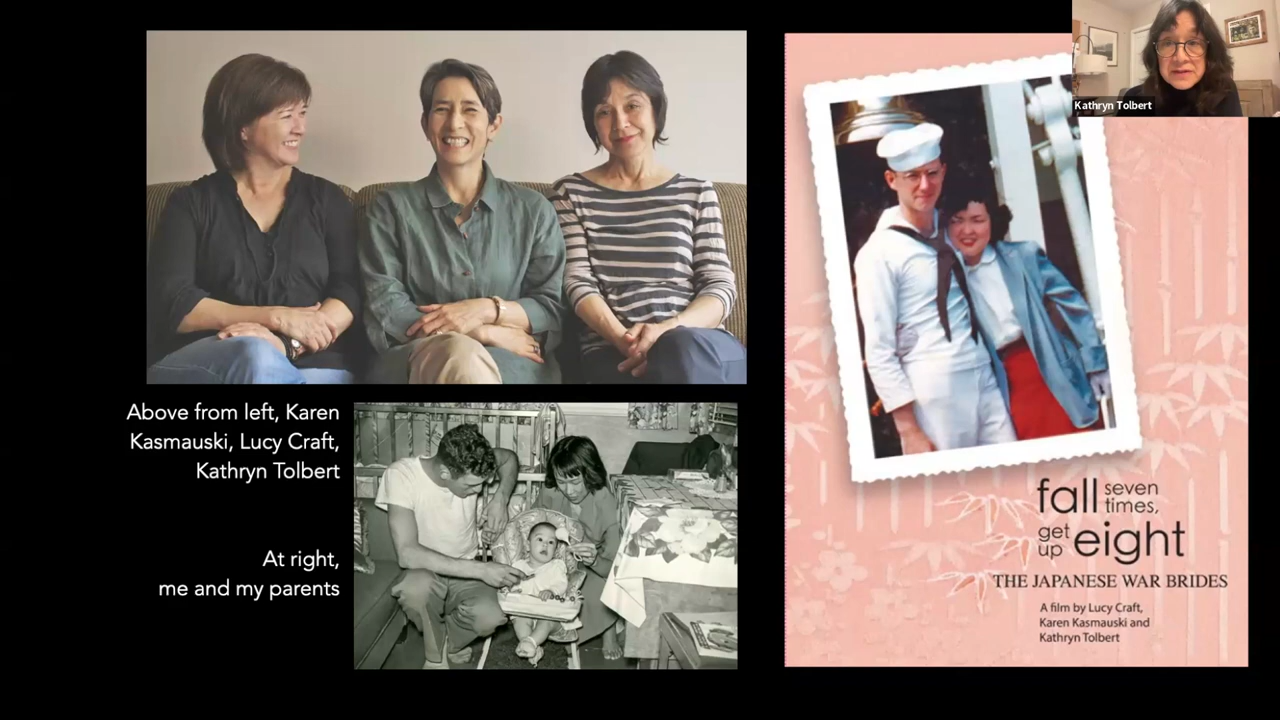 Kathryn Tolbert
Above from left, Karen
Kasmauski, Lucy Craft,
Kathryn Tolbert
At right,
me and my parents
fall seven
times,
get
up eight
THE JAPANESE WAR BRIDES
A film by Lucy Craft,
Karen Kasmauski and
Kathryn Tolbert